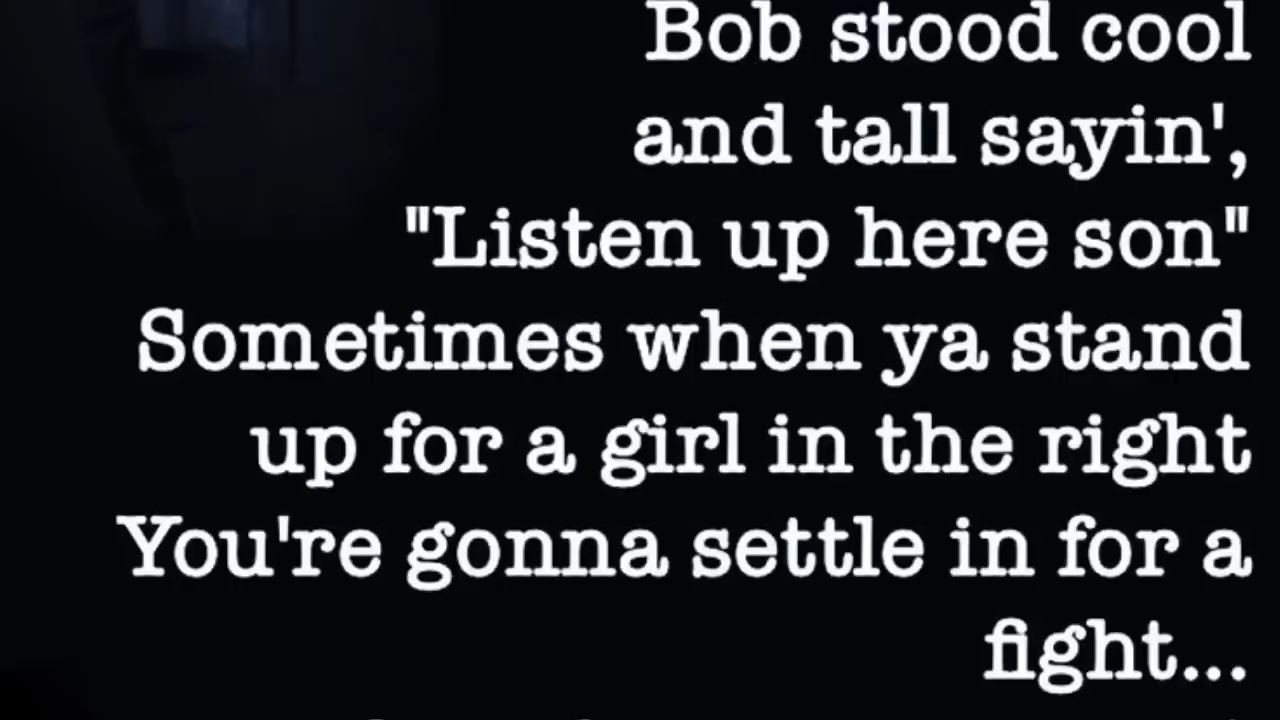 Bob stood cool
and tall sayin',
"Listen up here son"
Sometimes when ya stand
up for a girl in the right
You're gonna settle in for a
fight...